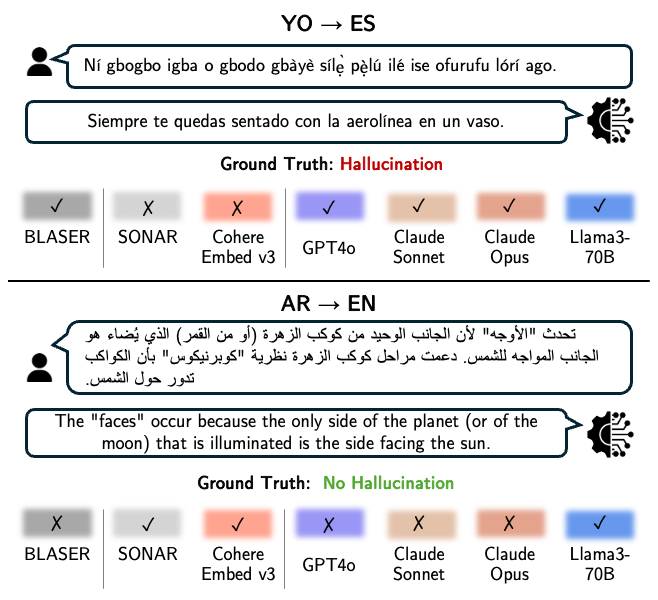 YO → ES
Ní gbogbo igba o gbodo gbàyè sílẹ̀ pẹ̀lú ilé ise ofurufu lórí ago.
Siempre te quedas sentado con la aerolínea en un vaso.
Ground Truth: Hallucination
✓ ✗ ✗ ✓ ✓ ✓ ✓
BLASER SONAR Cohere Embed v3 GPT4o Claude Sonnet Claude Opus Llama3-70B
AR → EN
تحدث "الأوجه" لأن الجانب الوحيد من كوكب الزهرة (أو من القمر) الذي يُضاء هو
الجانب المواجه للشمس. دعمت مراحل كوكب الزهرة نظرية "كوبرنيكوس" بأن الكواكب
تدور حول الشمس.
The "faces" occur because the only side of the planet (or of the
moon) that is illuminated is the side facing the sun.
Ground Truth: No Hallucination
✗ ✓ ✓ ✗ ✗ ✗ ✓
BLASER SONAR Cohere Embed v3 GPT4o Claude Sonnet Claude Opus Llama3-70B